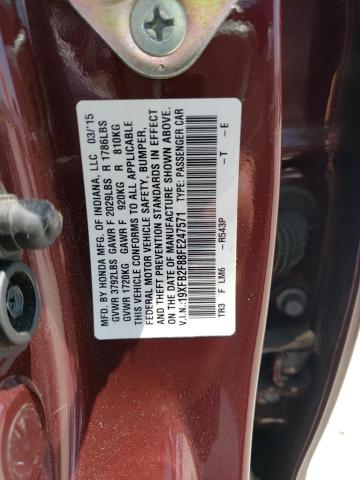 MFD. BY HONDA MFG. OF INDIANA, LLC 03/'15
GVWR 3792LBS GAWR F 2029LBS R 1786LBS
GVWR 1720KG GAWR F 920KG R 810KG
THIS VEHICLE CONFORMS TO ALL APPLICABLE
FEDERAL MOTOR VEHICLE SAFETY, BUMPER,
AND THEFT PREVENTION STANDARDS IN EFFECT
ON THE DATE OF MANUFACTURE SHOWN ABOVE.
V.I.N.:19XFB2F88FE247571 TYPE: PASSENGER CAR
TR3 F LM6 -R543P -T -E